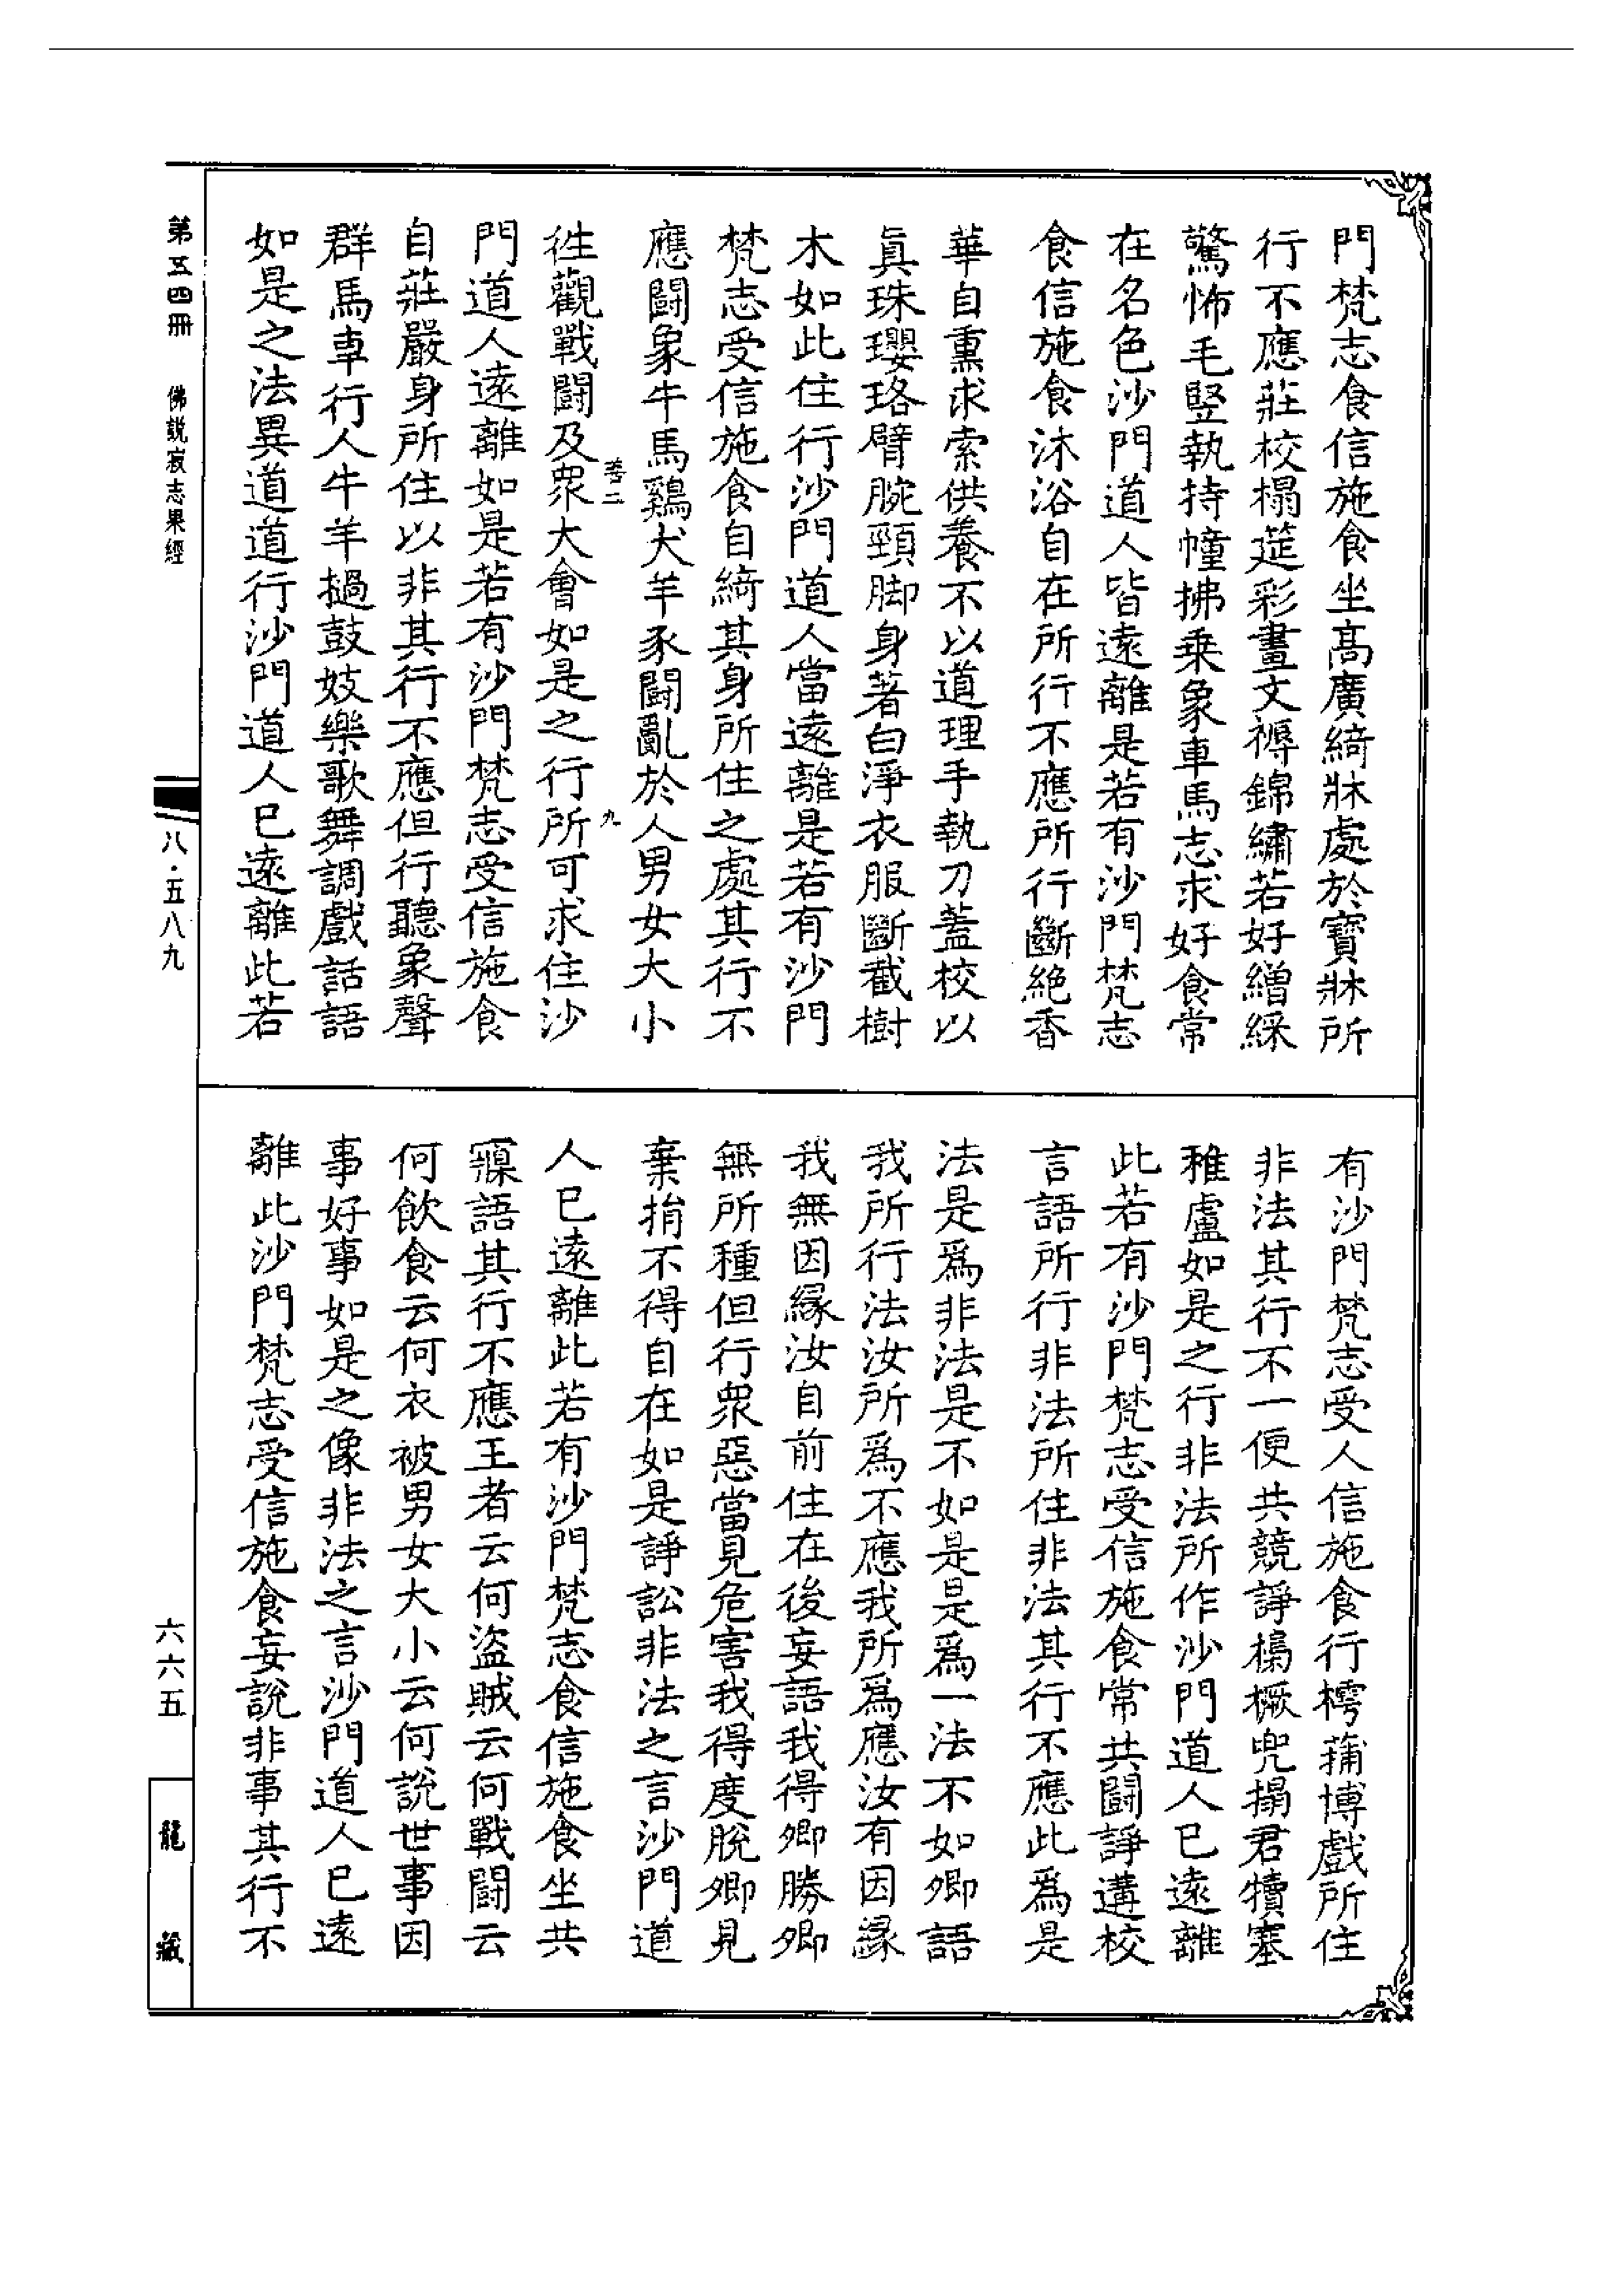 門梵志食信施食坐高廣綺牀處於寶牀所
行不應莊校榻筵彩畫文褥錦繡若好繒綵
驚怖毛竪執持幢拂乗象車馬志求好食常
在名色沙門道人皆遠離是若有沙門梵志
食信施食沐浴自在所行不應所行斷絶香
華自熏求索供養不以道理手執刀蓋校以
眞珠瓔珞臂腕頸脚身著白淨衣服斷截樹
木如此住行沙門道人當遠離是若有沙門
梵志受信施食自綺其身所住之處其行不
應鬪象牛馬鷄犬羊豕鬪亂於人男女大小
徃觀戰鬪及衆大會如是之行所可求住沙
門道人遠離如是若有沙門梵志受信施食
自莊嚴身所住以非其行不應但行聽象聲
群馬車行人牛羊撾鼓妓樂歌舞調戲話語
如是之法異道道行沙門道人已遠離此若
有沙門梵志受人信施食行樗蒱博戲所住
非法其行不一便共競諍㯹橛兜搨君犢塞
稚盧如是之行非法所作沙門道人已遠離
此若有沙門梵志受信施食常共鬪諍遘校
言語所行非法所住非法其行不應此爲是
法是爲非法是不如是是爲一法不如卿語
我所行法汝所爲不應我所爲應汝有因縁
我無因縁汝自前住在後妄語我得卿勝卿
無所種但行衆惡當見危害我得度脫卿見
棄捐不得自在如是諍訟非法之言沙門道
人已遠離此若有沙門梵志食信施食坐共
寱語其行不應王者云何盜賊云何戰鬪云
何飲食云何衣被男女大小云何說世事因
事好事如是之像非法之言沙門道人已遠
離此沙門梵志受信施食妄說非事其行不
第五四冊 佛説寂志果經
八·五八九
六六五
龍藏
九